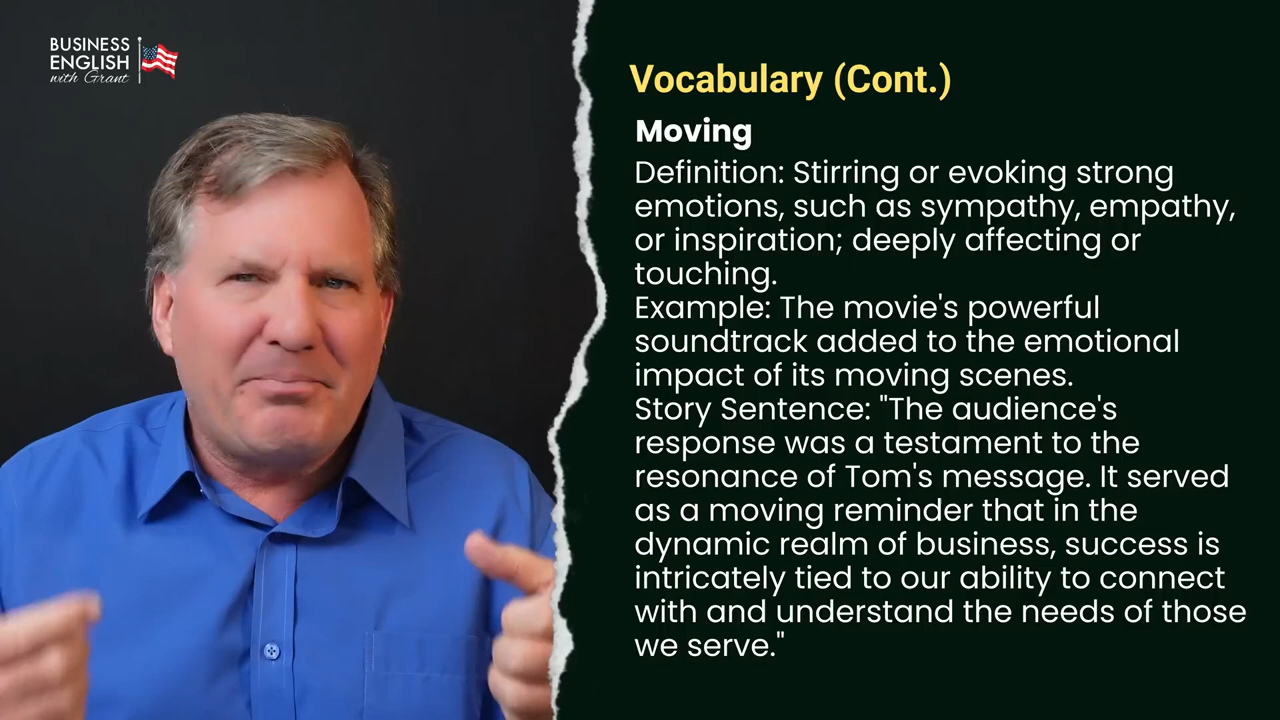 BUSINESS
ENGLISH
with Grant
Vocabulary (Cont.)
Moving
Definition: Stirring or evoking strong
emotions, such as sympathy, empathy,
or inspiration; deeply affecting or
touching.
Example: The movie's powerful
soundtrack added to the emotional
impact of its moving scenes.
Story Sentence: "The audience's
response was a testament to the
resonance of Tom's message. It served
as a moving reminder that in the
dynamic realm of business, success is
intricately tied to our ability to connect
with and understand the needs of those
we serve."